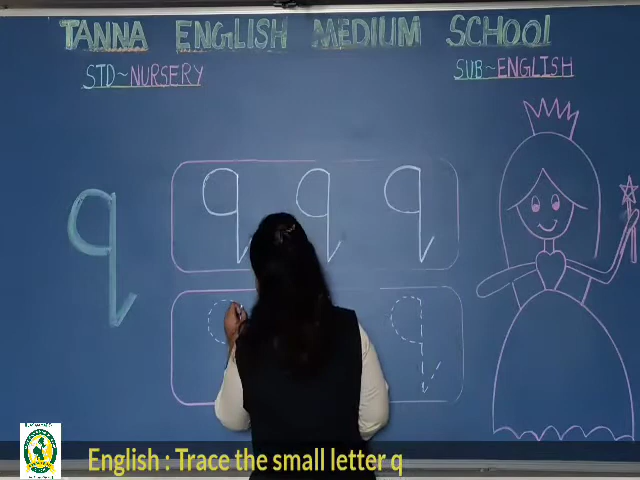 TANNA ENGLISH MEDIUM SCHOOL
STD~NURSERY SUB~ENGLISH
q q q q
q
English : Trace the small letter q